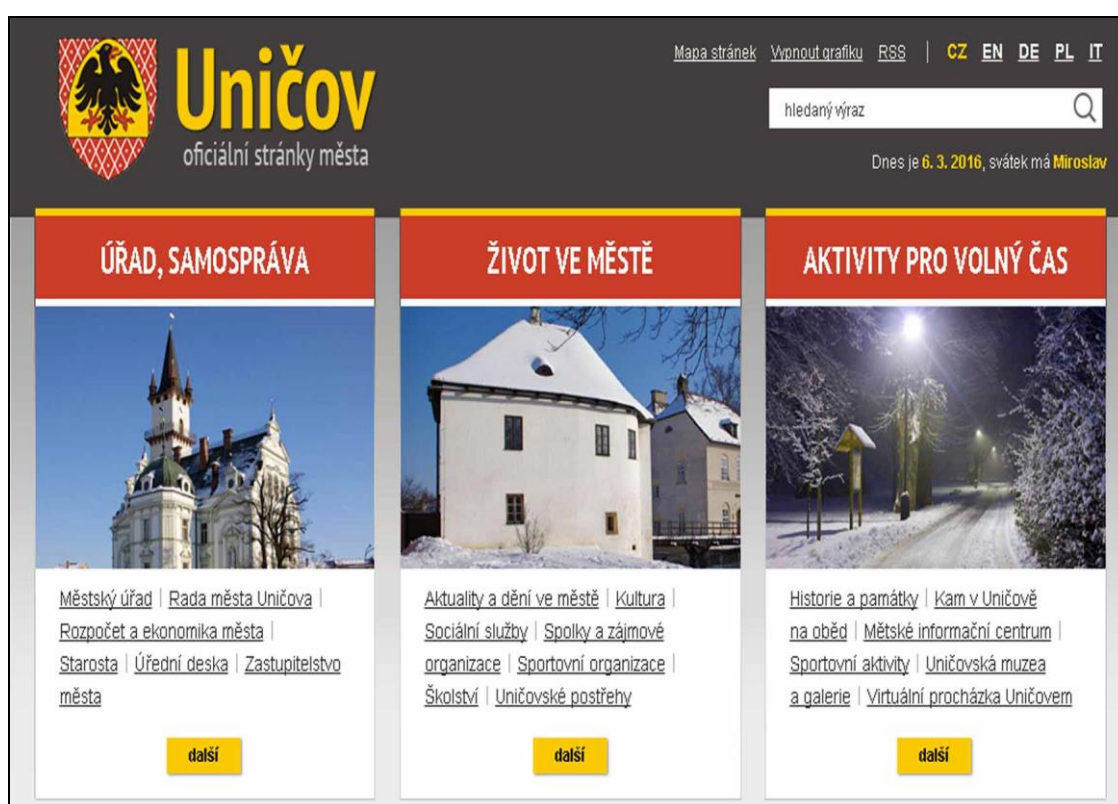 Uničov
oficiální stránky města
Mapa stránek Vypnout grafiku RSS | CZ EN DE PL IT
hledaný výraz
Dnes je 6. 3. 2016, svátek má Miroslav
ÚŘAD, SAMOSPRÁVA
Městský úřad | Rada města Uničova |
Rozpočet a ekonomika města |
Starosta | Úřední deska | Zastupitelstvo
města
další
ŽIVOT VE MĚSTĚ
Aktuality a dění ve městě | Kultura |
Sociální služby | Spolky a zájmové
organizace | Sportovní organizace |
Školství | Uničovské postřehy
další
AKTIVITY PRO VOLNÝ ČAS
Historie a památky | Kam v Uničově
na oběd | Mětské informační centrum |
Sportovní aktivity | Uničovská muzea
a galerie | Virtuální procházka Uničovem
další